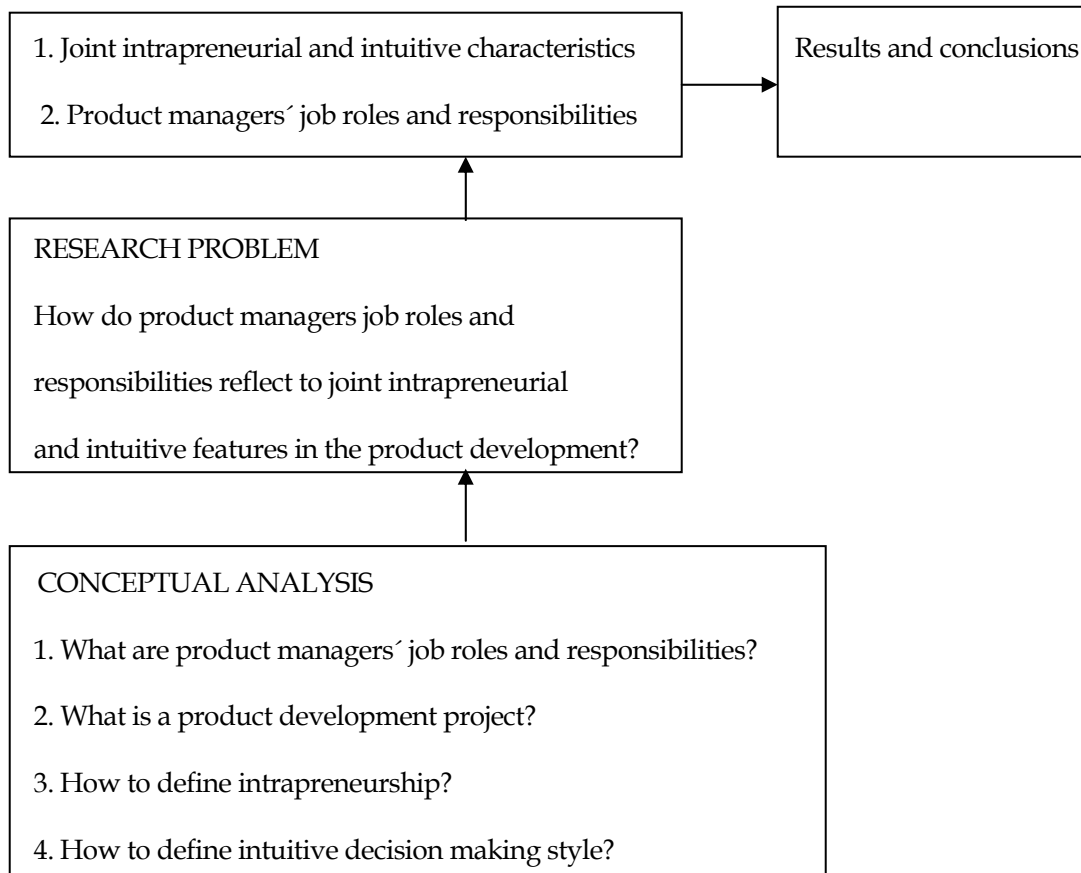 1. Joint intrapreneurial and intuitive characteristics
2. Product managers´ job roles and responsibilities
Results and conclusions
RESEARCH PROBLEM
How do product managers job roles and
responsibilities reflect to joint intrapreneurial
and intuitive features in the product development?
CONCEPTUAL ANALYSIS
1. What are product managers´ job roles and responsibilities?
2. What is a product development project?
3. How to define intrapreneurship?
4. How to define intuitive decision making style?